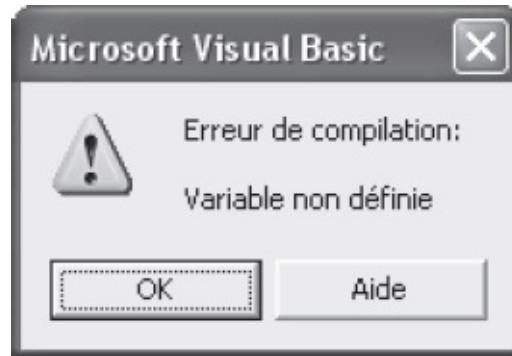 Microsoft Visual Basic
Erreur de compilation:
Variable non définie
OK
Aide